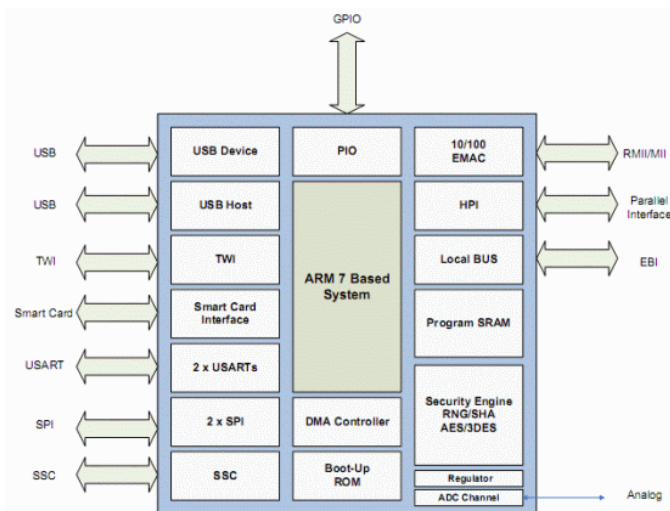 GPIO
USB
USB Device
PIO
10/100
EMAC
RMII/MII
USB
USB Host
HPI
Parallel
Interface
TWI
TWI
ARM 7 Based
System
Local BUS
EBI
Smart Card
Smart Card
Interface
Program SRAM
USART
2 x USARTs
Security Engine
RNG/SHA
AES/3DES
SPI
2 x SPI
DMA Controller
SSC
SSC
Boot-Up
ROM
Regulator
ADC Channel
Analog